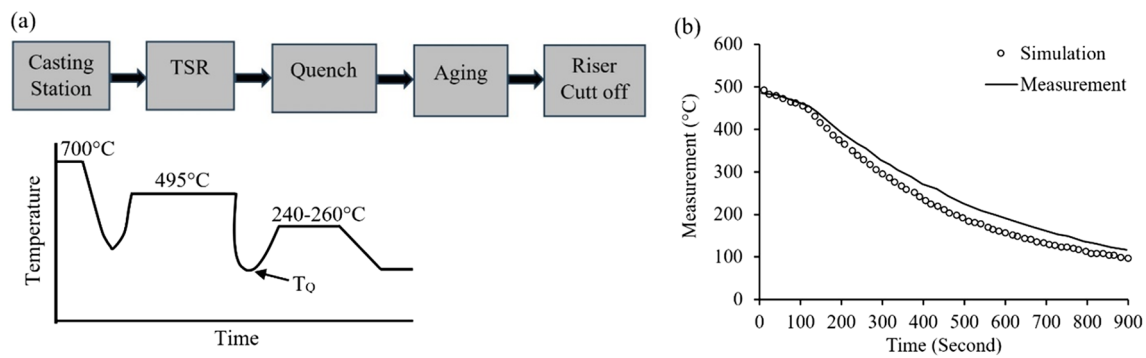 (a)
Casting
Station
TSR
Quench
Aging
Riser
Cutt off
700°C
495°C
240-260°C
TQ
Temperature
Time
(b)
600
500
400
300
200
100
0
Measurement (°C)
Simulation
Measurement
0 100 200 300 400 500 600 700 800 900
Time (Second)